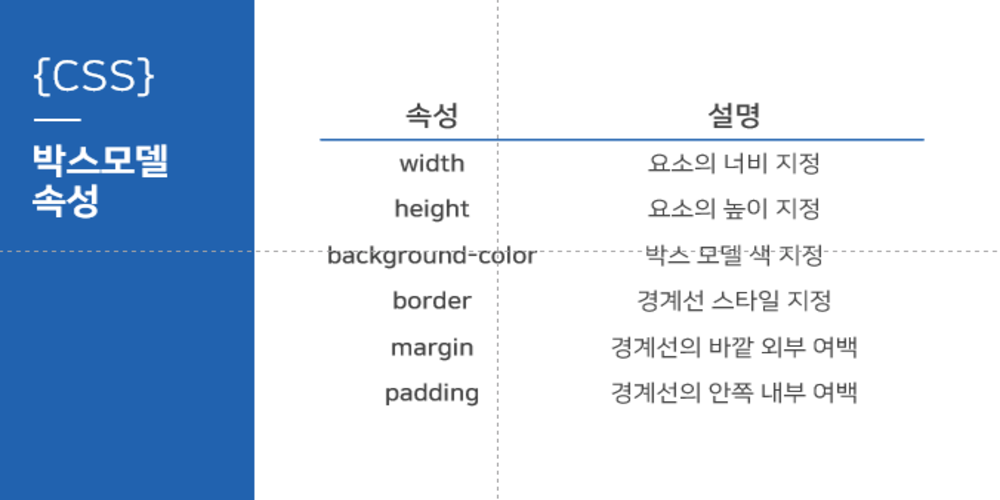 {CSS}
박스모델
속성
속성 설명
width 요소의 너비 지정
height 요소의 높이 지정
background-color 박스 모델 색 지정
border 경계선 스타일 지정
margin 경계선의 바깥 외부 여백
padding 경계선의 안쪽 내부 여백